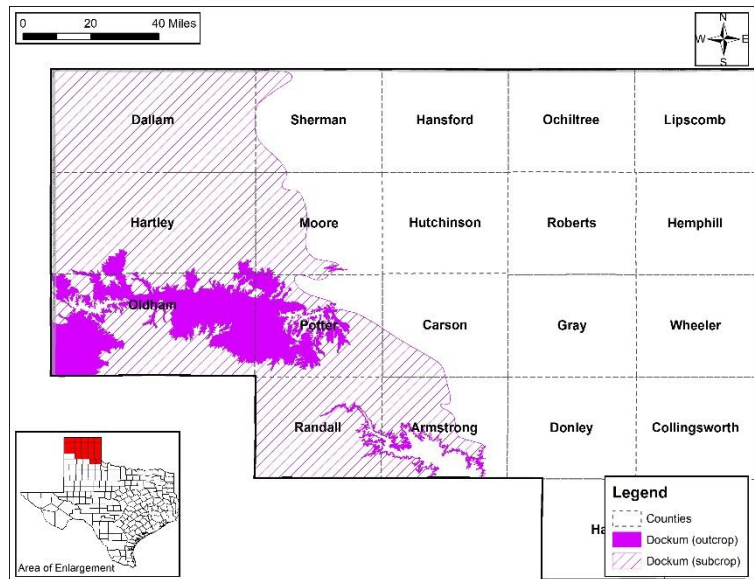 0 20 40 Miles
N
W E
S
Dallam Sherman Hansford Ochiltree Lipscomb
Hartley Moore Hutchinson Roberts Hemphill
Oldham Potter Carson Gray Wheeler
Randall Armstrong Donley Collingsworth
Ha
Legend
Counties
Dockum (outcrop)
Dockum (subcrop)
Area of Enlargement